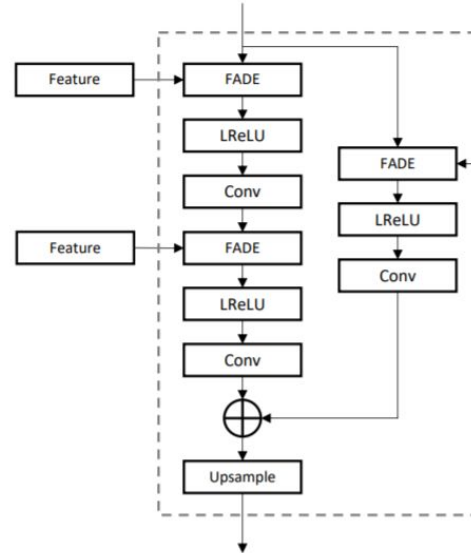 Feature
FADE
LReLU
Conv
Feature
FADE
LReLU
Conv
Upsample
FADE
LReLU
Conv